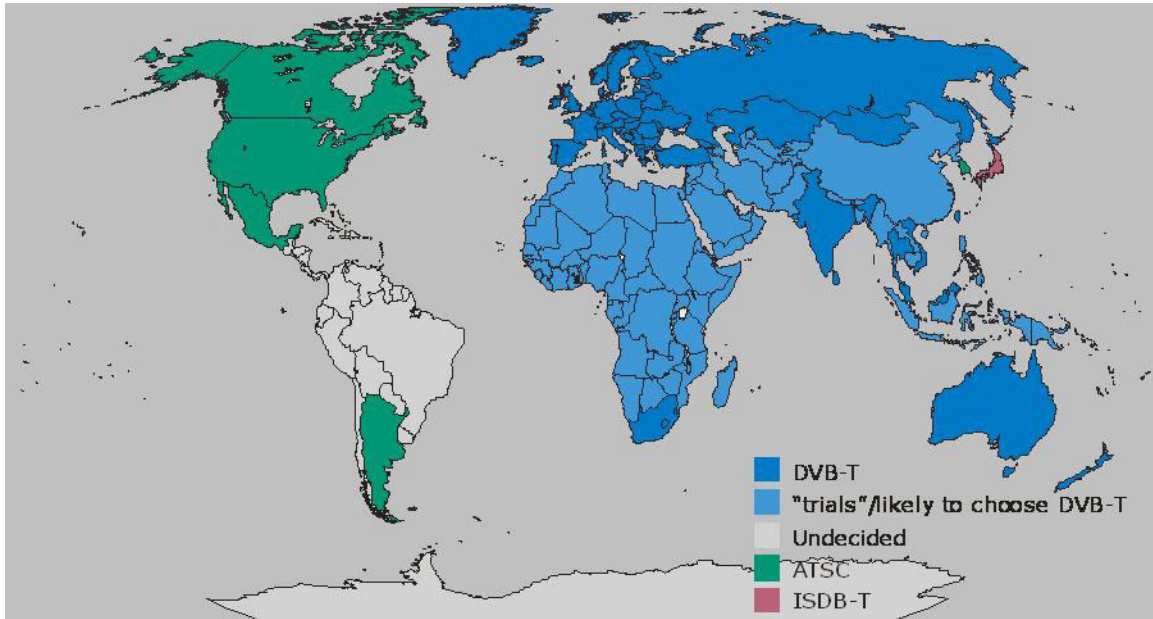 DVB-T
"trials"/likely to choose DVB-T
Undecided
ATSC
ISDB-T